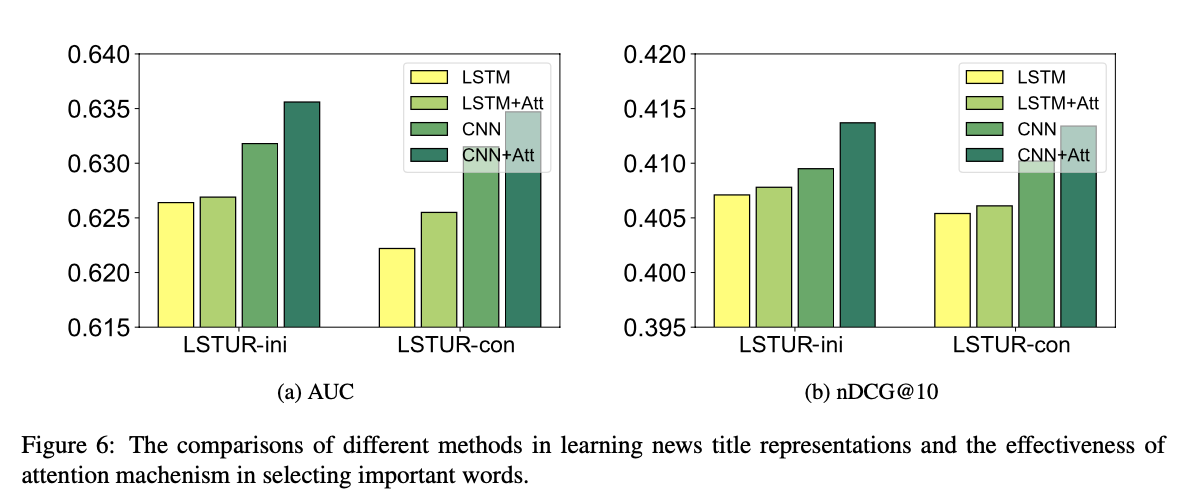 0.640
0.635
0.630
0.625
0.620
0.615
LSTM
LSTM+Att
CNN
CNN+Att
LSTUR-ini
LSTUR-con
(a) AUC
0.420
0.415
0.410
0.405
0.400
0.395
LSTM
LSTM+Att
CNN
CNN+Att
LSTUR-ini
LSTUR-con
(b) nDCG@10
Figure 6: The comparisons of different methods in learning news title representations and the effectiveness of
attention machenism in selecting important words.